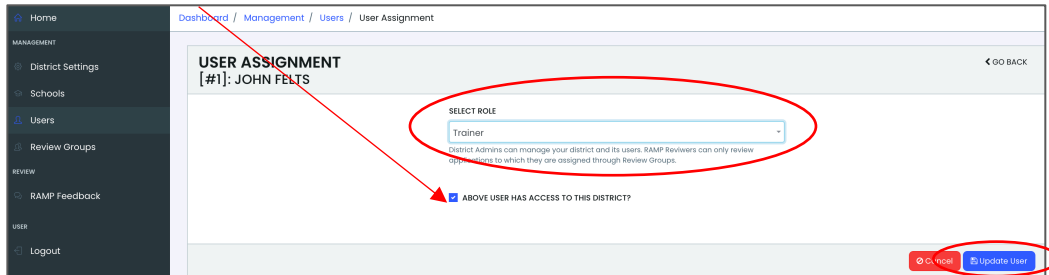 Home
MANAGEMENT
District Settings
Schools
Users
Review Groups
REVIEW
RAMP Feedback
USER
Logout
Dashboard / Management / Users / User Assignment
USER ASSIGNMENT
[#1]: JOHN FELTS
GO BACK
SELECT ROLE
Trainer
District Admins can manage your district and its users. RAMP Reviwers can only review
applications to which they are assigned through Review Groups.
ABOVE USER HAS ACCESS TO THIS DISTRICT?
Cancel
Update User